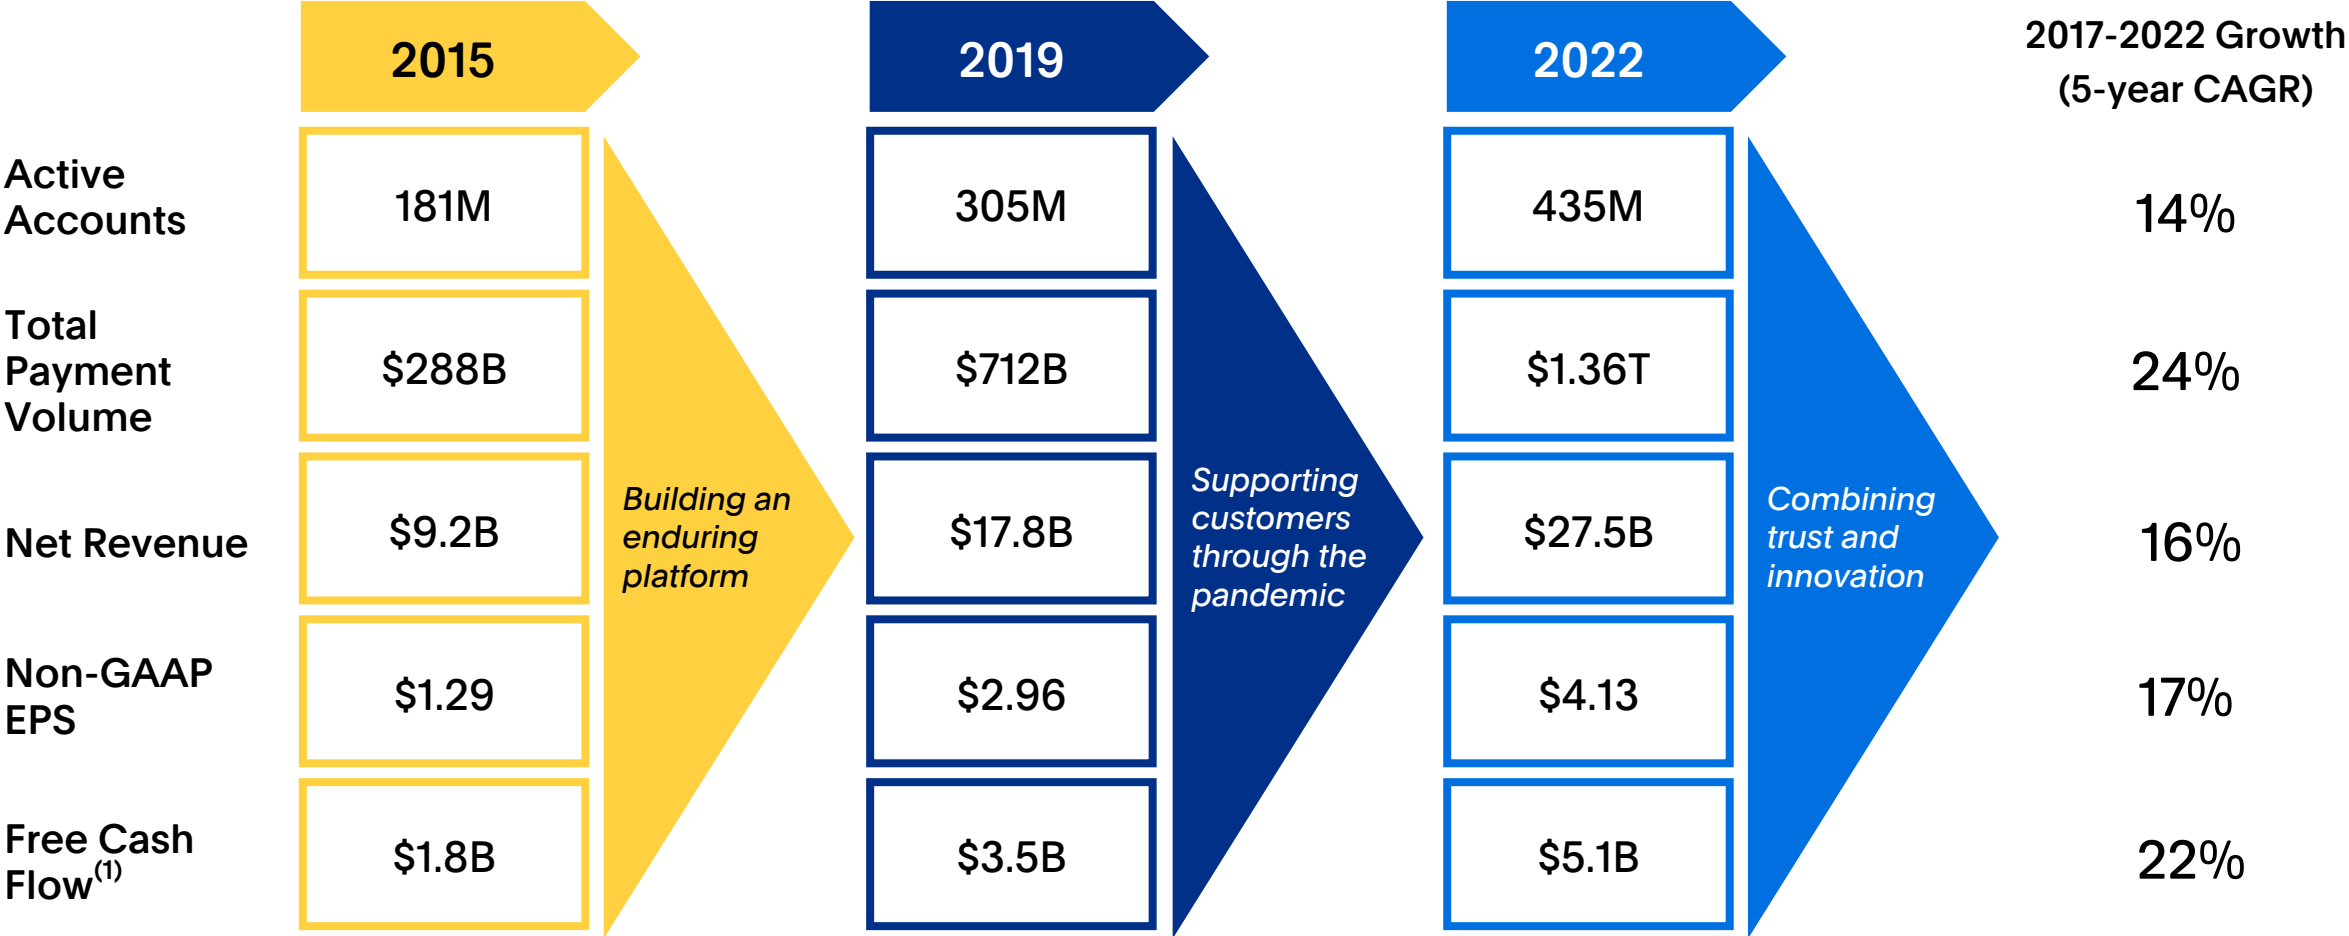 2015
2019
2022
2017-2022 Growth
(5-year CAGR)
Active
Accounts
181M
305M
435M
14%
Total
Payment
Volume
$288B
$712B
$1.36T
24%
Net Revenue
$9.2B
Building an
enduring
platform
$17.8B
Supporting
customers
through the
pandemic
$27.5B
Combining
trust and
innovation
16%
Non-GAAP
EPS
$1.29
$2.96
$4.13
17%
Free Cash
Flow(1)
$1.8B
$3.5B
$5.1B
22%